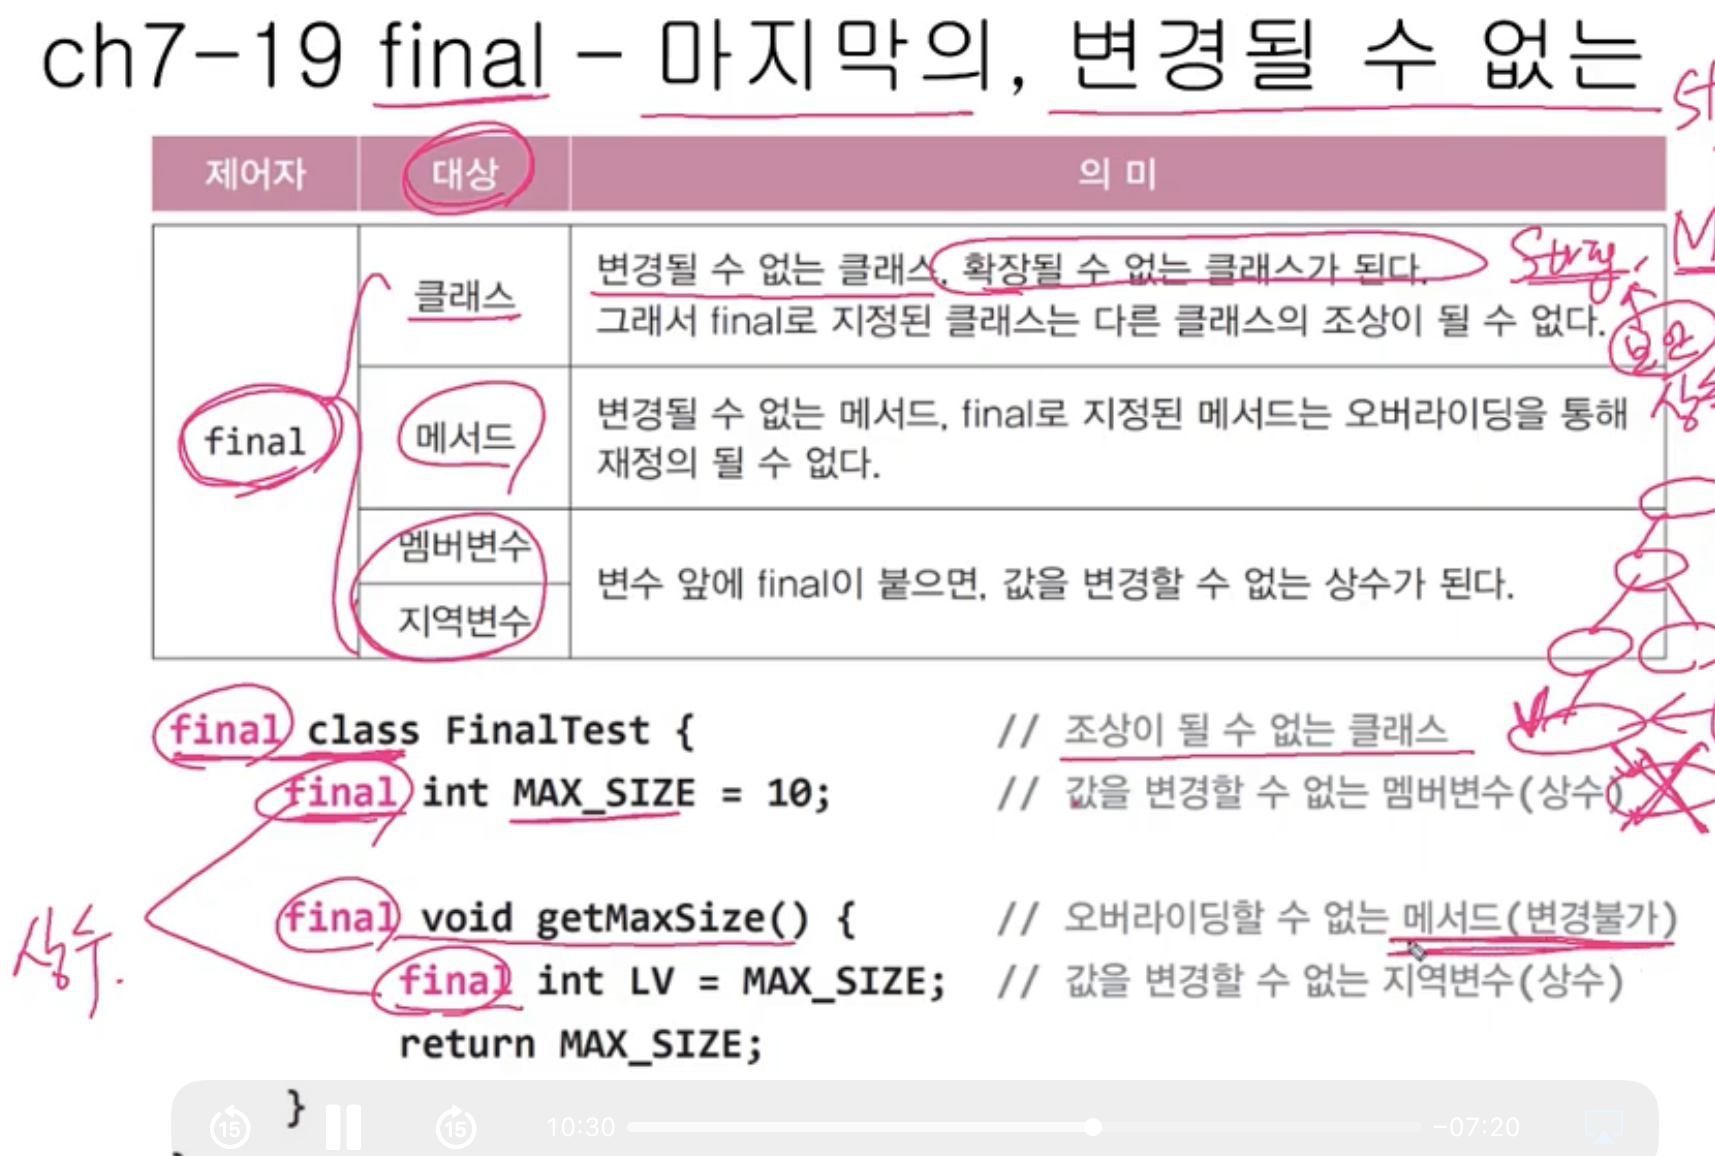 ch7-19 final - 마지막의, 변경될 수 없는
제어자 대상 의 미
final
클래스
변경될 수 없는 클래스, 확장될 수 없는 클래스가 된다.
그래서 final로 지정된 클래스는 다른 클래스의 조상이 될 수 없다.
String
보안
메서드
변경될 수 없는 메서드, final로 지정된 메서드는 오버라이딩을 통해
재정의 될 수 없다.
멤버변수
지역변수
변수 앞에 final이 붙으면, 값을 변경할 수 없는 상수가 된다.
final class FinalTest { // 조상이 될 수 없는 클래스
final int MAX_SIZE = 10; // 값을 변경할 수 없는 멤버변수(상수)
상수.
final void getMaxSize() { // 오버라이딩할 수 없는 메서드(변경불가)
final int LV = MAX_SIZE; // 값을 변경할 수 없는 지역변수(상수)
return MAX_SIZE;
}
15 15 10:30 -07:20